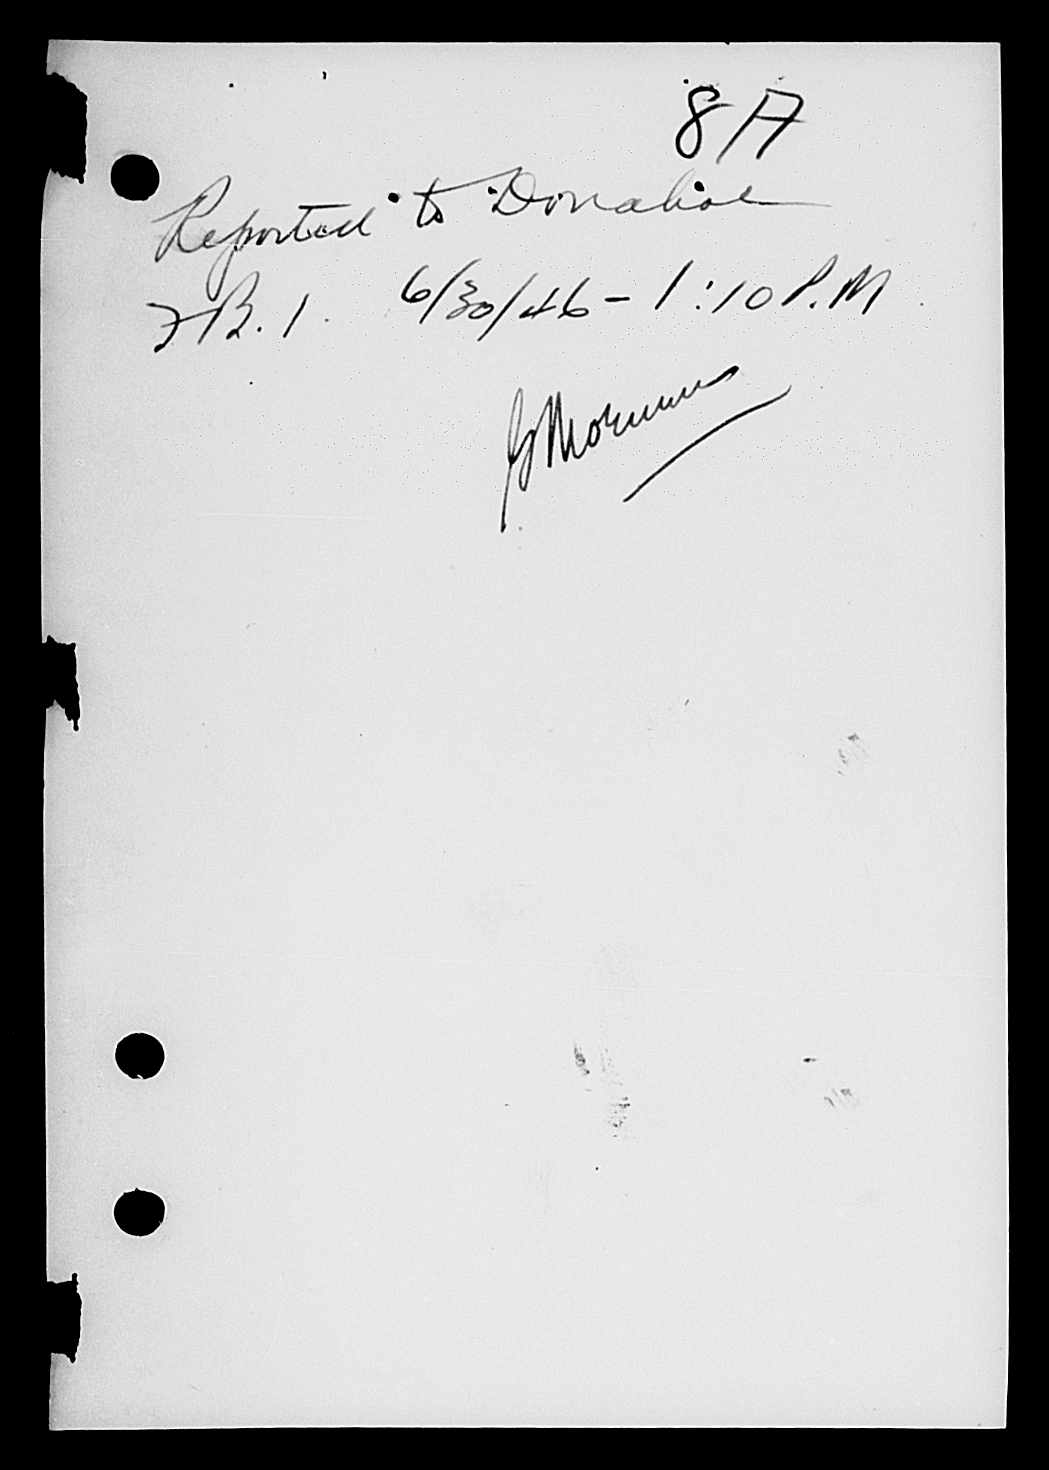 8A
Reported to Donahoe
F.B.I. 6/30/46 - 1:10 P.M.